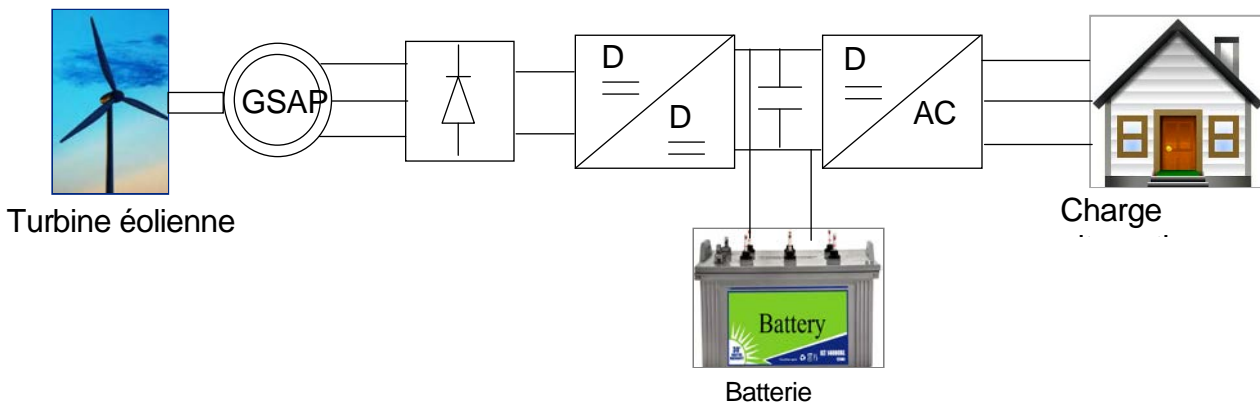 D
D
D
AC
GSAP
Turbine éolienne
Charge
Battery
Batterie